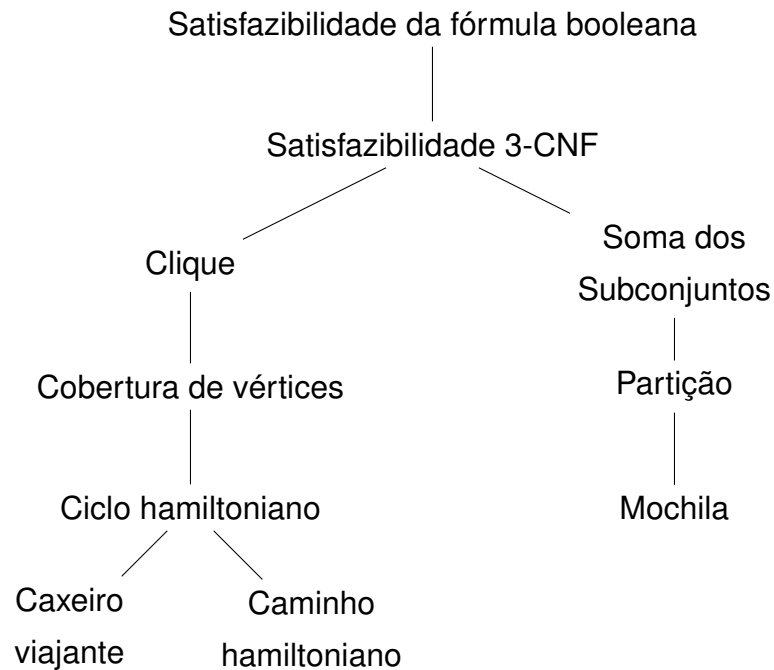 Satisfazibilidade da fórmula booleana
Satisfazibilidade 3-CNF
Clique
Soma dos
Subconjuntos
Cobertura de vértices
Partição
Ciclo hamiltoniano
Mochila
Caxeiro
viajante
Caminho
hamiltoniano